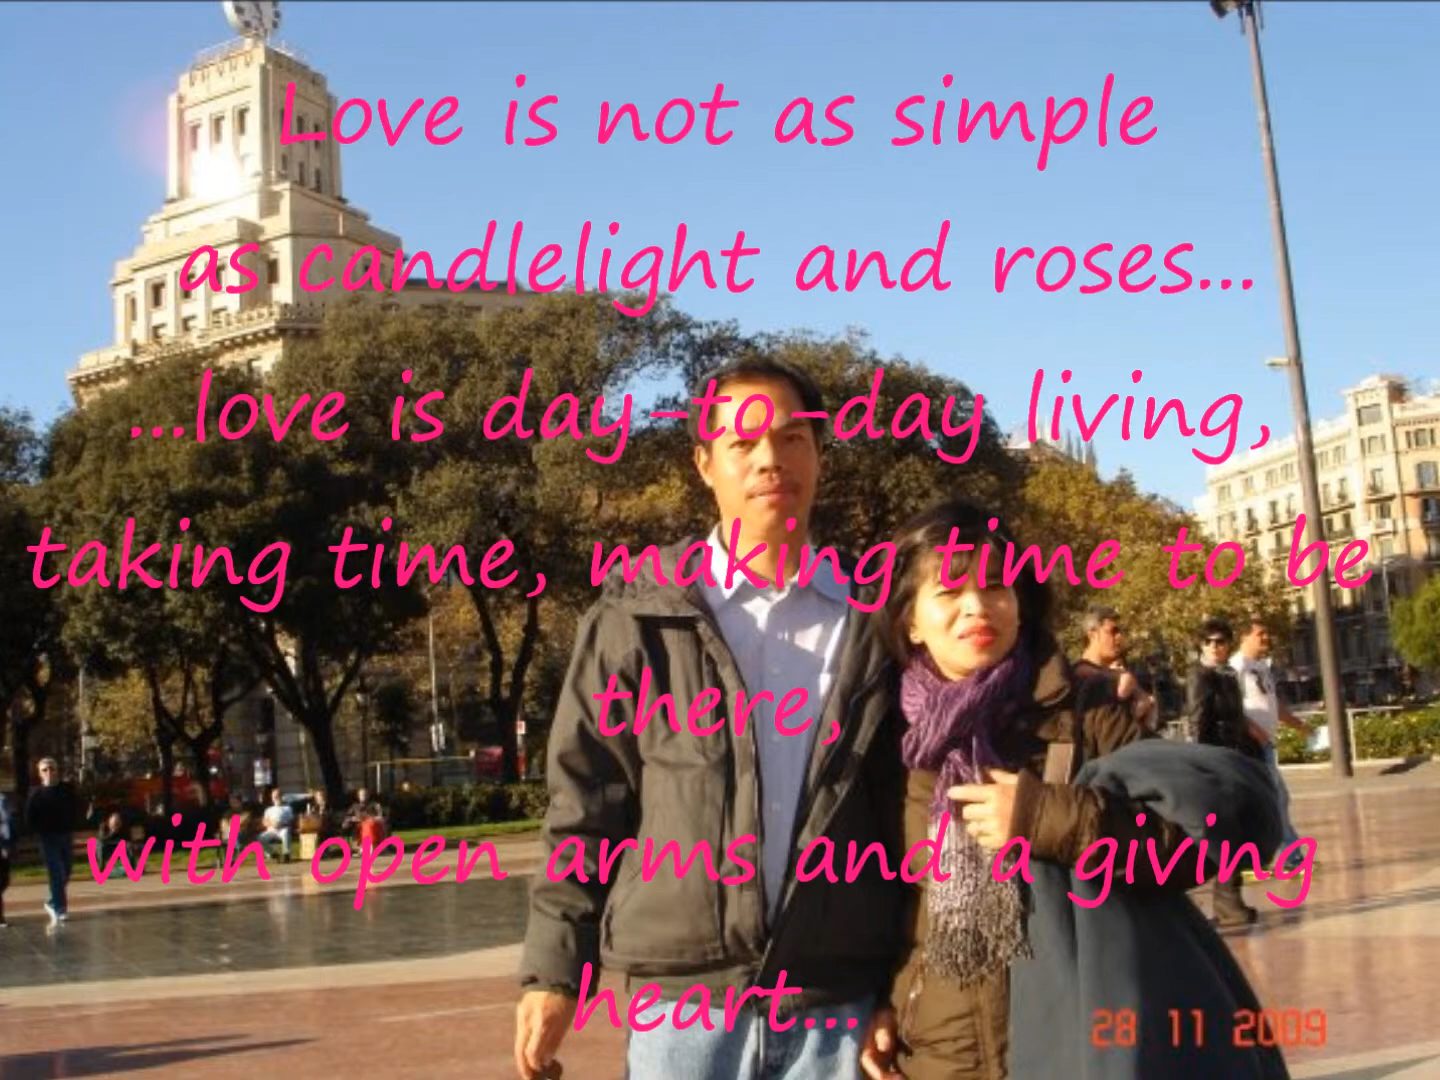 Love is not as simple
as candlelight and roses...
...love is day-to-day living,
taking time, making time to be
there,
with open arms and a giving
heart...
28 11 2009